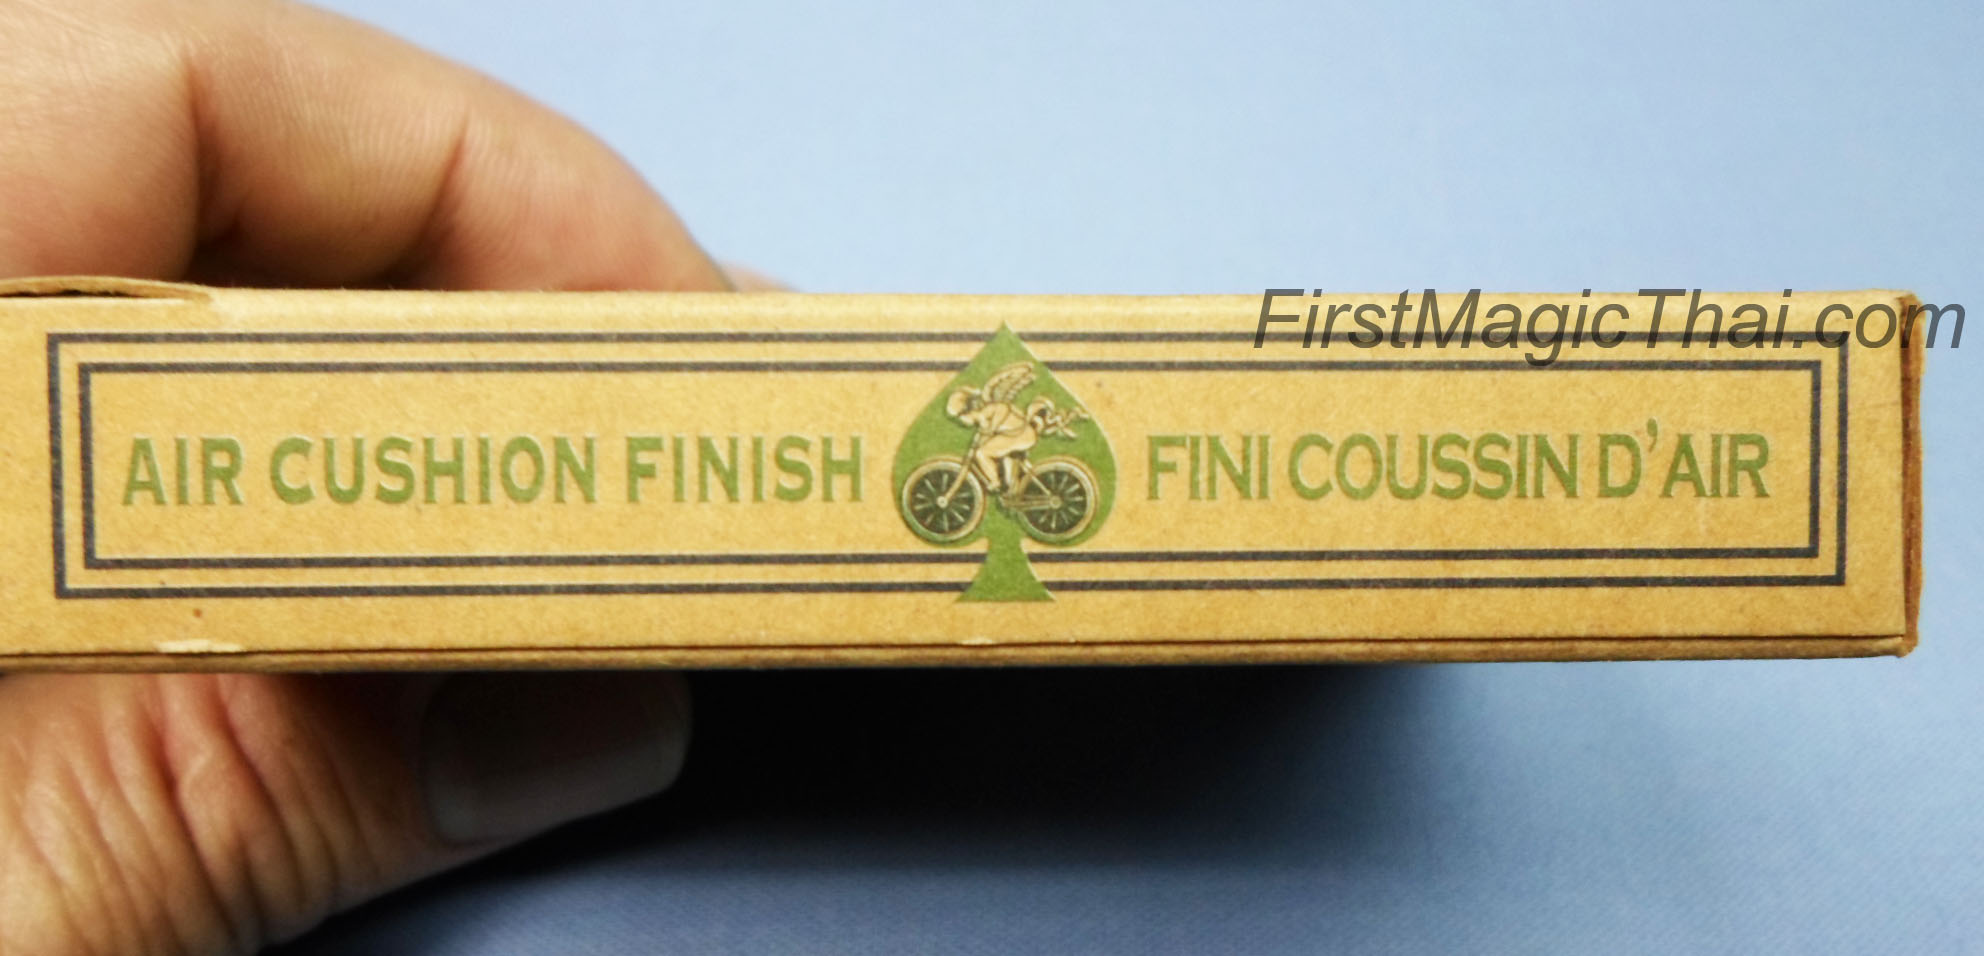 FirstMagicThai.com
AIR CUSHION FINISH FINI COUSSIN D'AIR